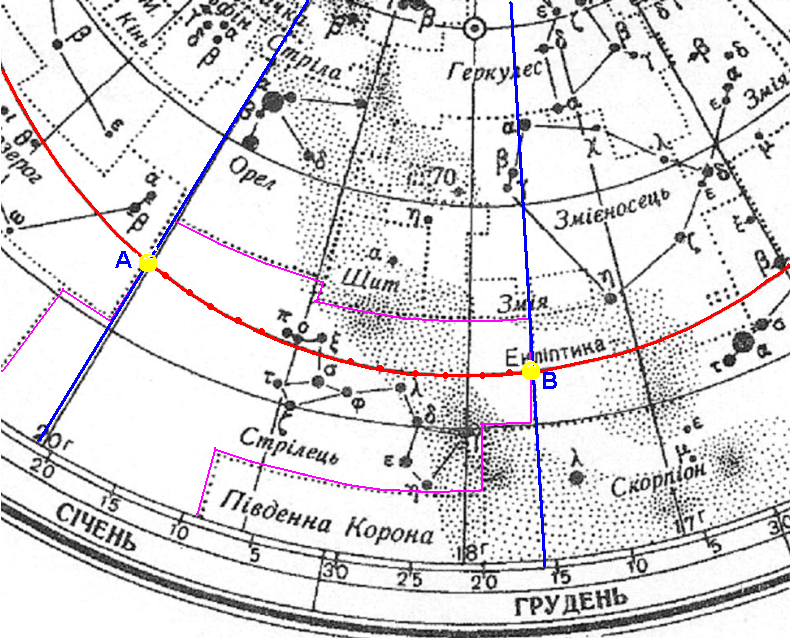 Кінь
β
α
δ
β
ε
Стріла
β
Геркулес
ε
δ
γ
β
δ
α
ε
Змія
α
β
Орел
δ
α
β
γ
κ
λ
δ
ε
μ
70
η
Змієносець
ζ
ξ
β
α
β
ω
A
α
Щит
Змія
η
π
ο
ξ
Екліптика
B
σ
α
τ
τ
σ
φ
λ
ζ
δ
γ
Стрілець
ε
η
λ
ε
μ
Скорпіон
Південна Корона
20г
18г
17г
20
15
10
5
30
25
20
15
10
5
30
СІЧЕНЬ
ГРУДЕНЬ